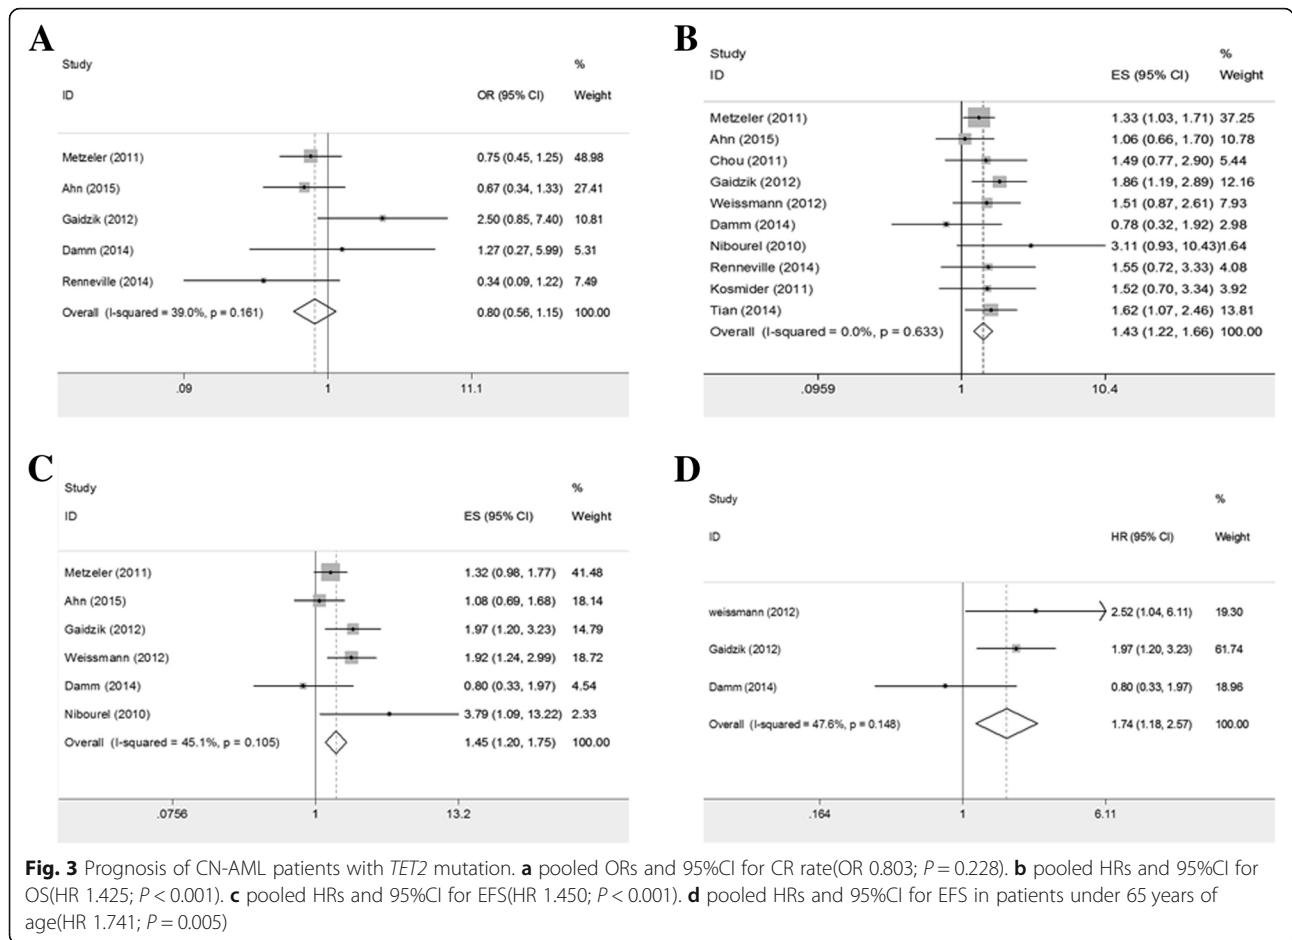 A
Study %
ID OR (95% CI) Weight
Metzeler (2011) 0.75 (0.45, 1.25) 48.98
Ahn (2015) 0.67 (0.34, 1.33) 27.41
Gaidzik (2012) 2.50 (0.85, 7.40) 10.81
Damm (2014) 1.27 (0.27, 5.99) 5.31
Renneville (2014) 0.34 (0.09, 1.22) 7.49
Overall (I-squared = 39.0%, p = 0.161) 0.80 (0.56, 1.15) 100.00
.09 1 11.1
B
Study %
ID ES (95% CI) Weight
Metzeler (2011) 1.33 (1.03, 1.71) 37.25
Ahn (2015) 1.06 (0.66, 1.70) 10.78
Chou (2011) 1.49 (0.77, 2.90) 5.44
Gaidzik (2012) 1.86 (1.19, 2.89) 12.16
Weissmann (2012) 1.51 (0.87, 2.61) 7.93
Damm (2014) 0.78 (0.32, 1.92) 2.98
Nibourel (2010) 3.11 (0.93, 10.43)1.64
Renneville (2014) 1.55 (0.72, 3.33) 4.08
Kosmider (2011) 1.52 (0.70, 3.34) 3.92
Tian (2014) 1.62 (1.07, 2.46) 13.81
Overall (I-squared = 0.0%, p = 0.633) 1.43 (1.22, 1.66) 100.00
.0959 1 10.4
C
Study %
ID ES (95% CI) Weight
Metzeler (2011) 1.32 (0.98, 1.77) 41.48
Ahn (2015) 1.08 (0.69, 1.68) 18.14
Gaidzik (2012) 1.97 (1.20, 3.23) 14.79
Weissmann (2012) 1.92 (1.24, 2.99) 18.72
Damm (2014) 0.80 (0.33, 1.97) 4.54
Nibourel (2010) 3.79 (1.09, 13.22) 2.33
Overall (I-squared = 45.1%, p = 0.105) 1.45 (1.20, 1.75) 100.00
.0756 1 13.2
D
Study %
ID HR (95% CI) Weight
weissmann (2012) 2.52 (1.04, 6.11) 19.30
Gaidzik (2012) 1.97 (1.20, 3.23) 61.74
Damm (2014) 0.80 (0.33, 1.97) 18.96
Overall (I-squared = 47.6%, p = 0.148) 1.74 (1.18, 2.57) 100.00
.164 1 6.11
Fig. 3 Prognosis of CN-AML patients with TET2 mutation. a pooled ORs and 95%CI for CR rate(OR 0.803; P = 0.228). b pooled HRs and 95%CI for
OS(HR 1.425; P < 0.001). c pooled HRs and 95%CI for EFS(HR 1.450; P < 0.001). d pooled HRs and 95%CI for EFS in patients under 65 years of
age(HR 1.741; P = 0.005)